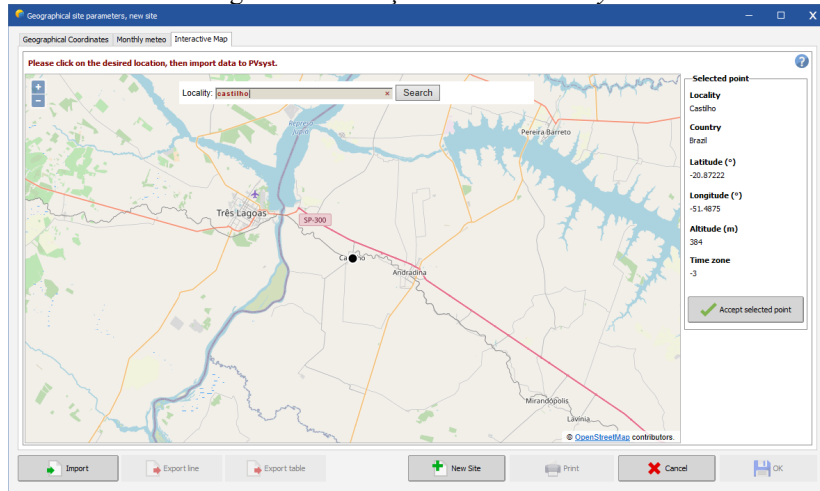 Geographical site parameters, new site
Geographical Coordinates Monthly meteo Interactive Map
Please click on the desired location, then import data to PVsyst.
Locality: castilho × Search
Pereira Barreto
Três Lagoas
SP-300
Andradina
Mirandópolis
Lavínia
© OpenStreetMap contributors.
Selected point
Locality
Castilho
Country
Brazil
Latitude (°)
-20.87222
Longitude (°)
-51.4875
Altitude (m)
384
Time zone
-3
Accept selected point
Import Export line Export table New Site Print Cancel OK